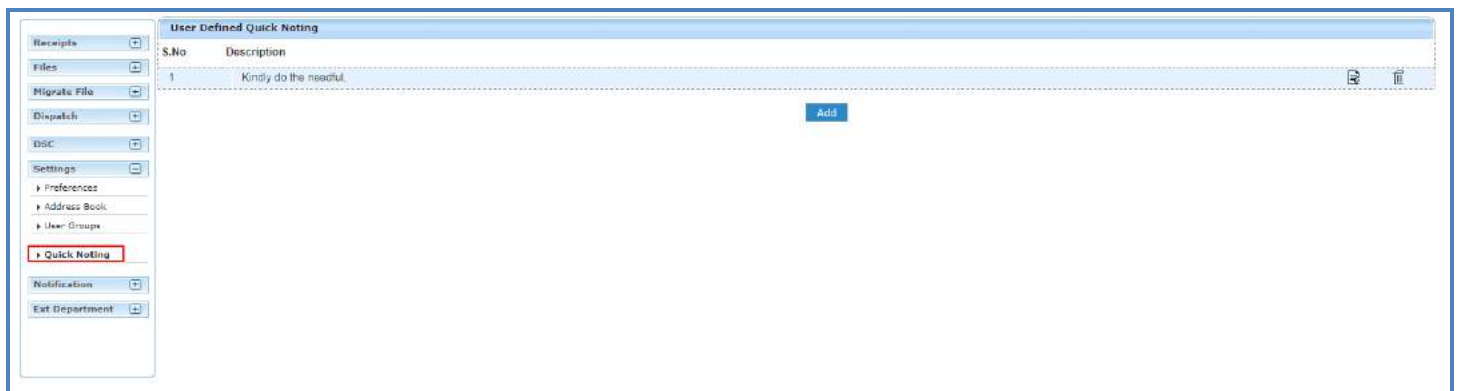 Receipts
Files
Migrate File
Dispatch
DSC
Settings
Preferences
Address Book
User Groups
Quick Noting
Notification
Ext Department
User Defined Quick Noting
S.No Description
1 Kindly do the needful.
Add